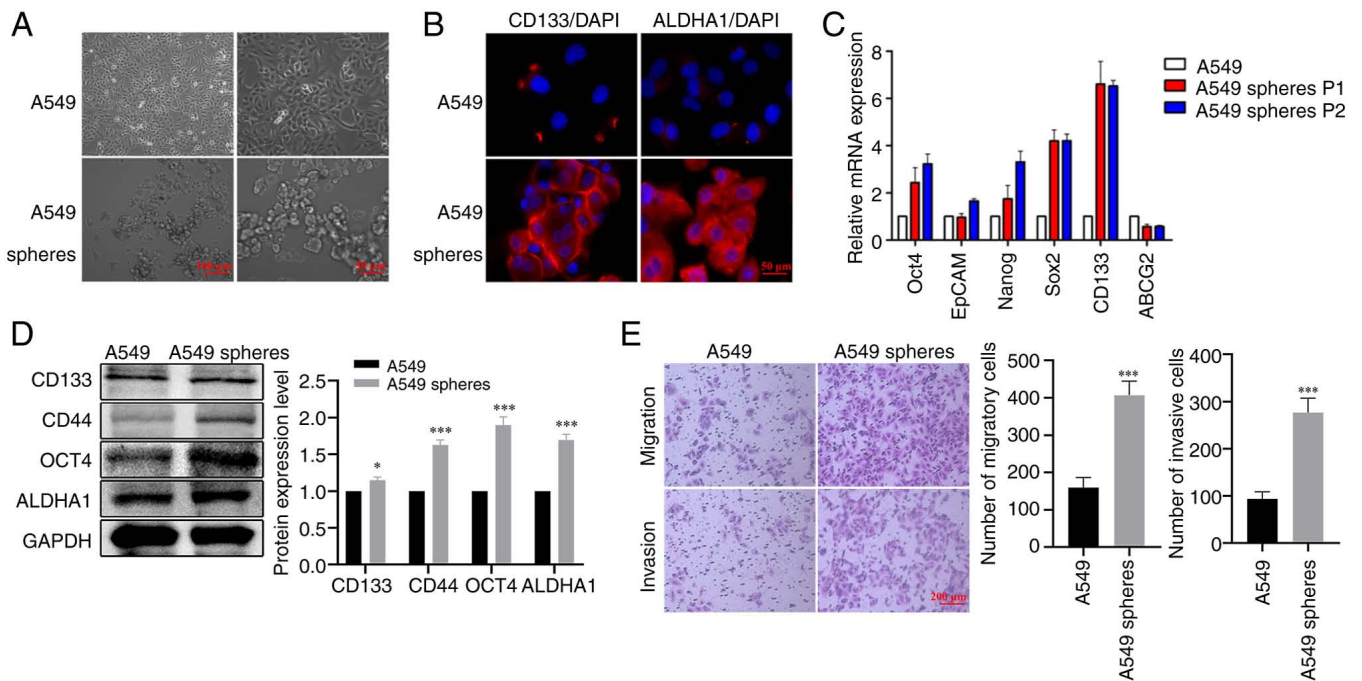 A
A549
A549
spheres
100 μm
50 μm
B
CD133/DAPI
ALDHA1/DAPI
A549
A549
spheres
50 μm
C
Relative mRNA expression
8
6
4
2
0
Oct4
EpCAM
Nanog
Sox2
CD133
ABCG2
A549
A549 spheres P1
A549 spheres P2
D
A549
A549 spheres
CD133
CD44
OCT4
ALDHA1
GAPDH
A549
A549 spheres
Protein expression level
2.5
2.0
1.5
1.0
0.5
0.0
*
***
***
***
CD133
CD44
OCT4
ALDHA1
E
A549
A549 spheres
Migration
Invasion
200 μm
Number of migratory cells
500
400
300
200
100
0
***
A549
A549 spheres
Number of invasive cells
400
300
200
100
0
***
A549
A549 spheres